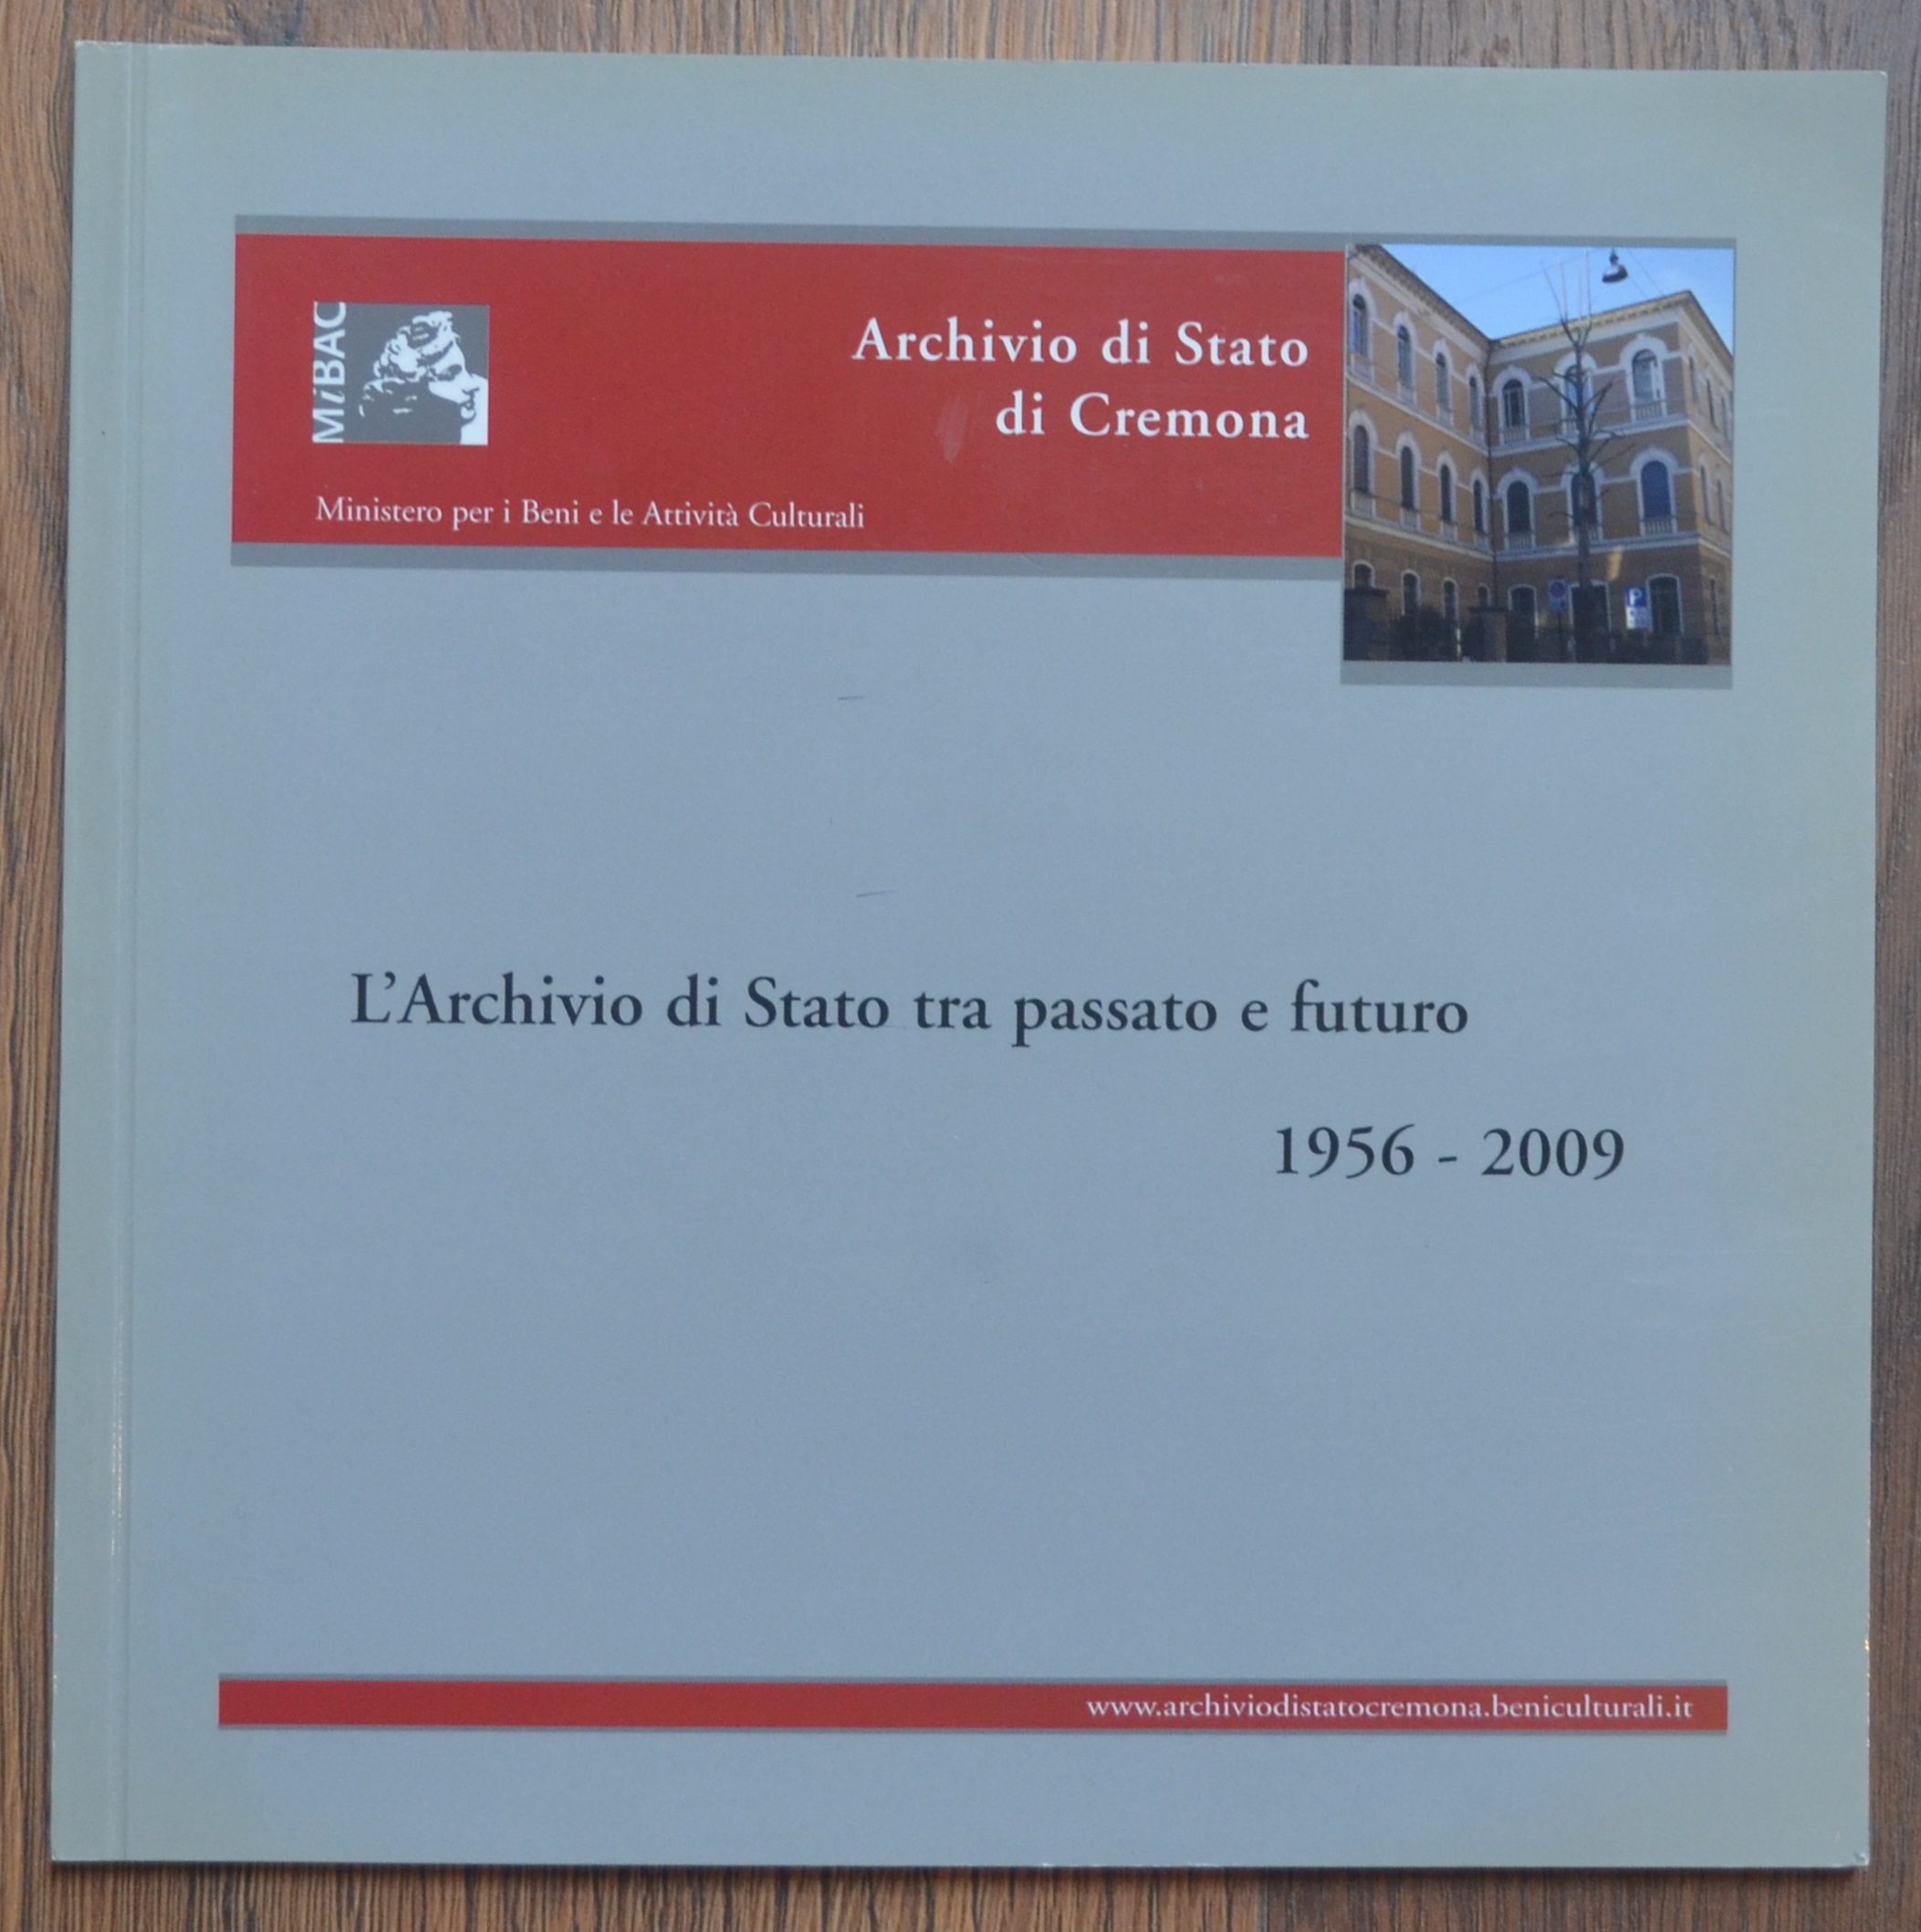 MiBAC
Archivio di Stato
di Cremona
Ministero per i Beni e le Attività Culturali
P
L'Archivio di Stato tra passato e futuro
1956 - 2009
www.archiviodistatocremona.beniculturali.it